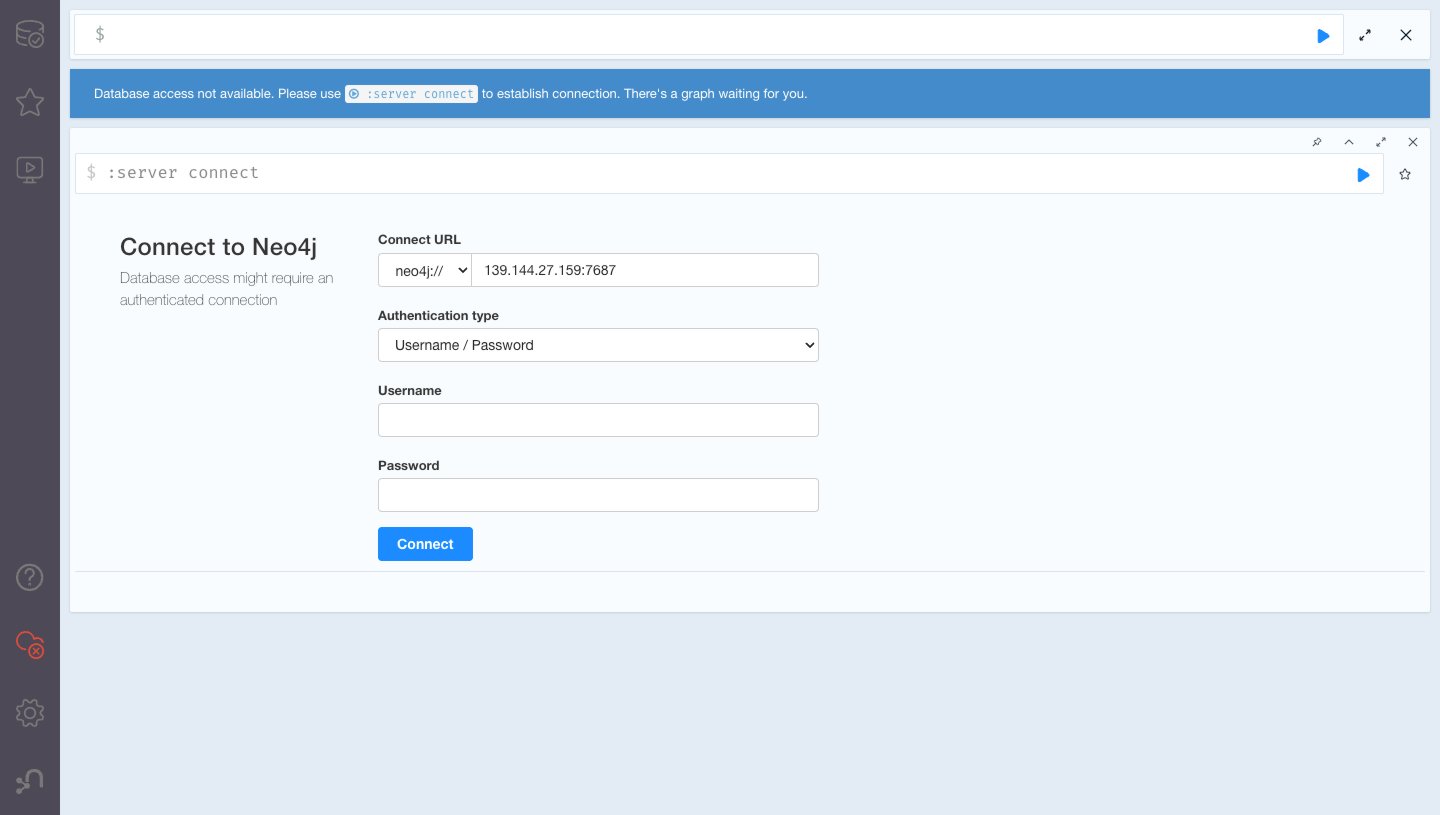 $
Database access not available. Please use :server connect to establish connection. There's a graph waiting for you.
$ :server connect
Connect to Neo4j
Database access might require an
authenticated connection
Connect URL
neo4j:// 139.144.27.159:7687
Authentication type
Username / Password
Username
Password
Connect